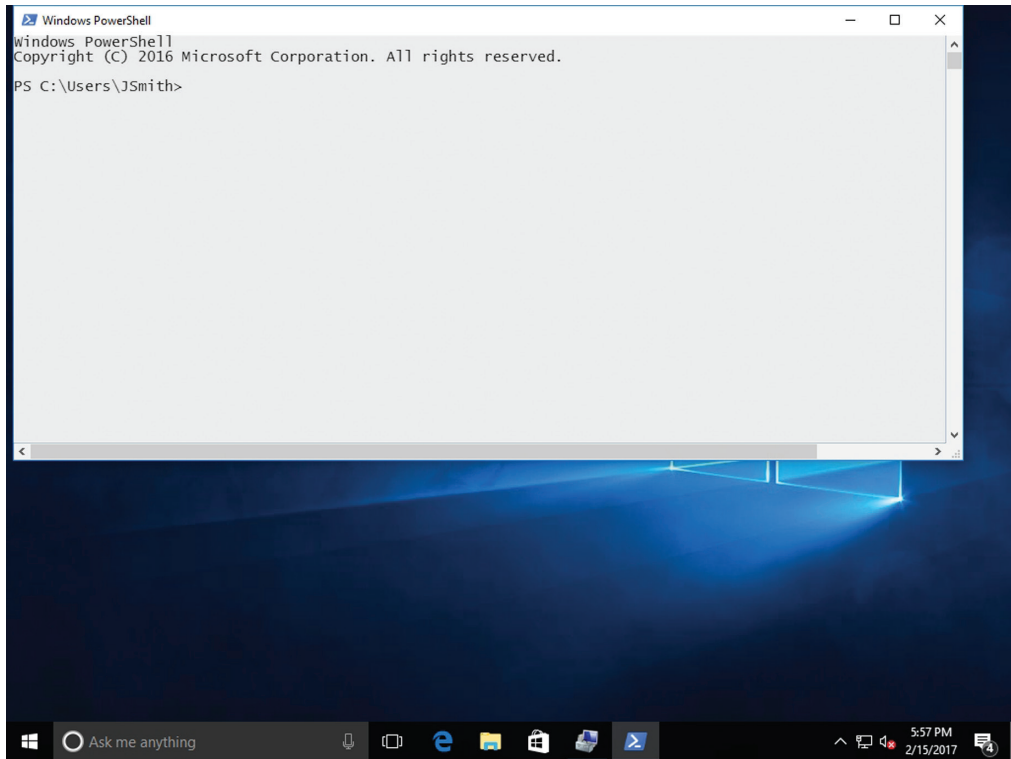 Windows PowerShell
Windows PowerShell
Copyright (C) 2016 Microsoft Corporation. All rights reserved.
PS C:\Users\JSmith>
Ask me anything
5:57 PM
2/15/2017
4